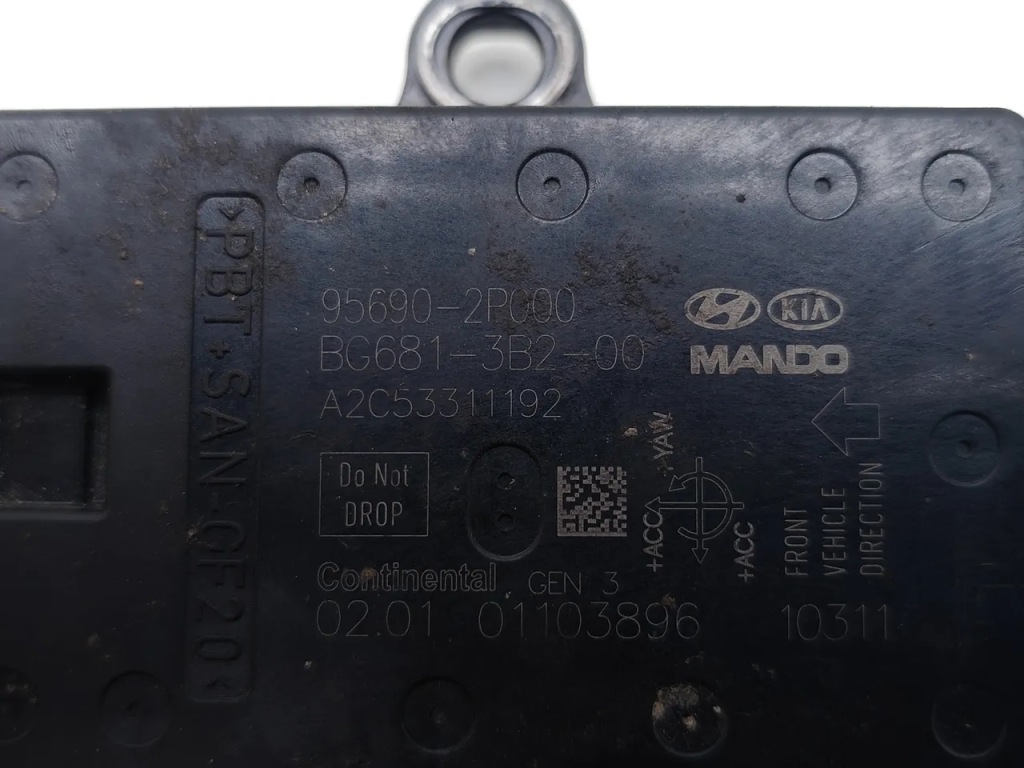 >PBT+SAN-GF20<
95690-2P000
BG681-3B2-00
A2C53311192
KIA
MANDO
Do Not
DROP
+ACC
YAW
+ACC
FRONT
VEHICLE
DIRECTION
Continental GEN 3
02.01 01103896 10311